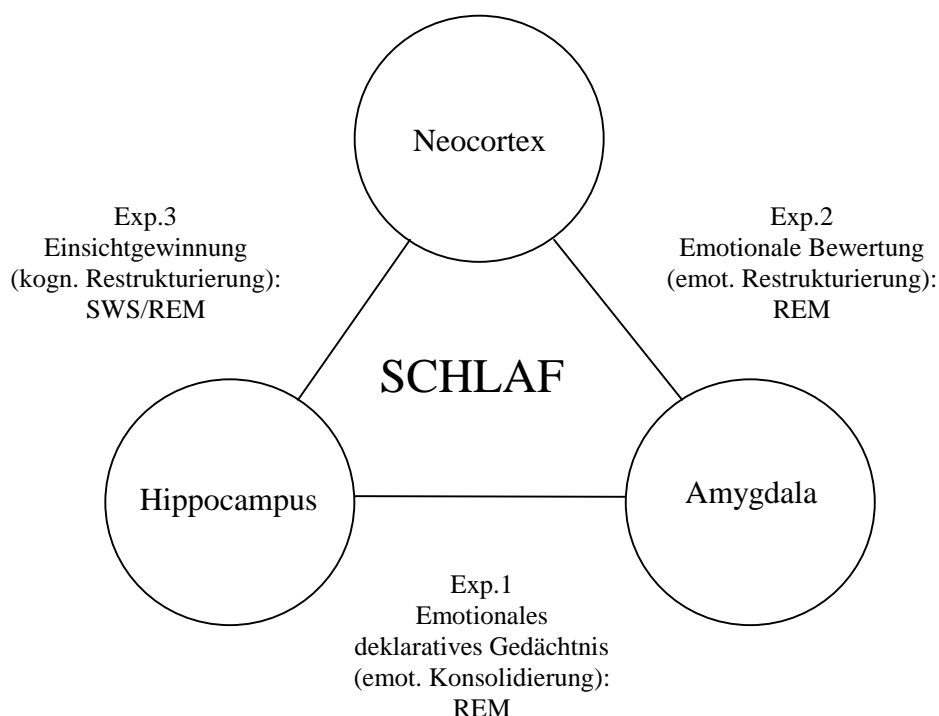 Neocortex
Exp.3
Einsichtgewinnung
(kogn. Restrukturierung):
SWS/REM
Exp.2
Emotionale Bewertung
(emot. Restrukturierung):
REM
SCHLAF
Hippocampus
Amygdala
Exp.1
Emotionales
deklaratives Gedächtnis
(emot. Konsolidierung):
REM